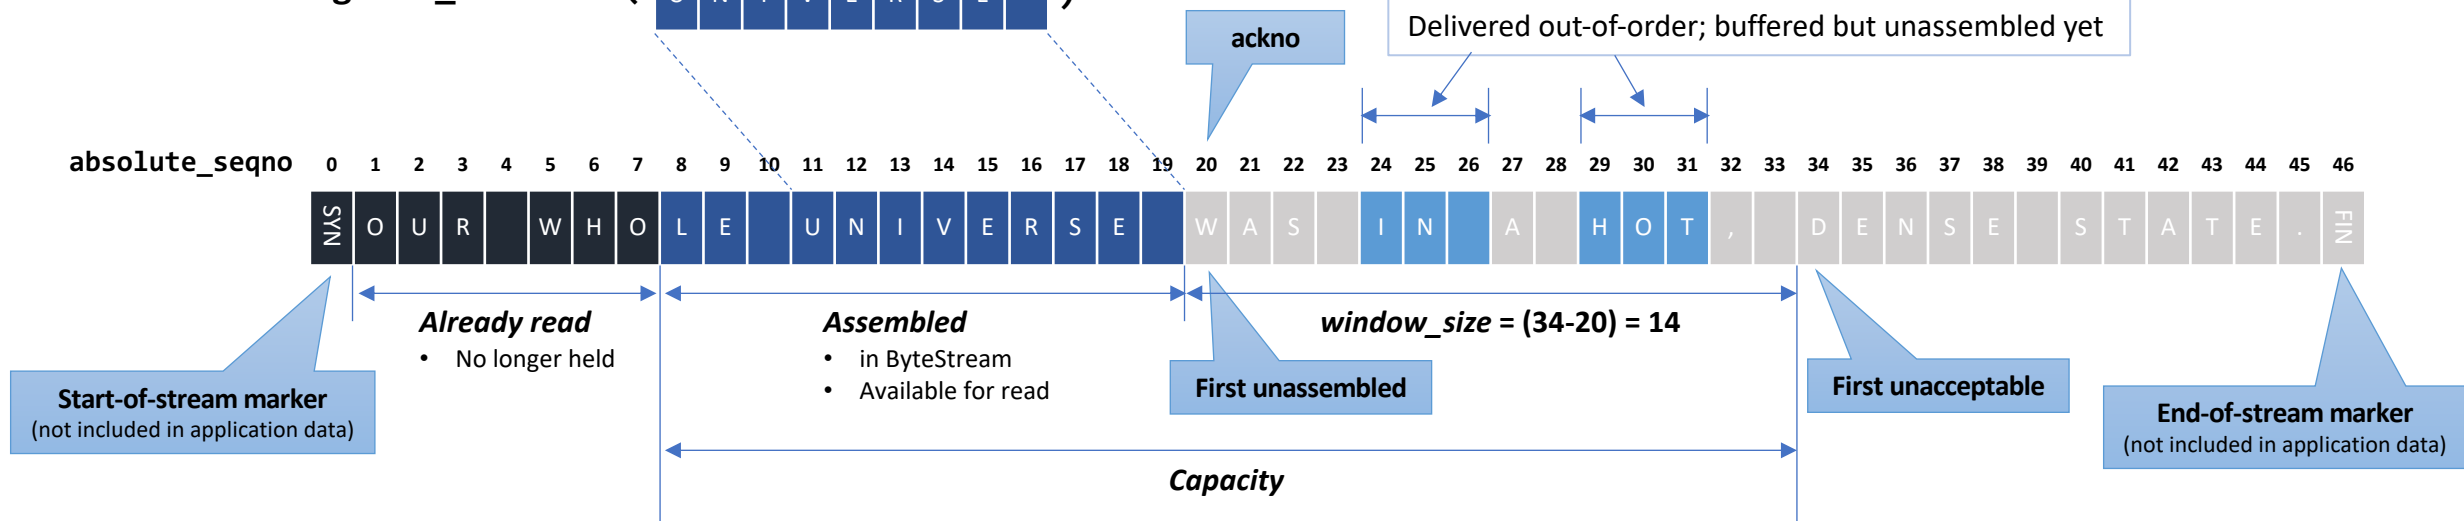 U N I V E R S E )
ackno
Delivered out-of-order; buffered but unassembled yet
absolute_seqno 0 1 2 3 4 5 6 7 8 9 10 11 12 13 14 15 16 17 18 19 20 21 22 23 24 25 26 27 28 29 30 31 32 33 34 35 36 37 38 39 40 41 42 43 44 45 46
SYN O U R W H O L E U N I V E R S E W A S I N A H O T , D E N S E S T A T E . FIN
Already read
• No longer held
Assembled
• in ByteStream
• Available for read
window_size = (34-20) = 14
Start-of-stream marker
(not included in application data)
First unassembled
First unacceptable
End-of-stream marker
(not included in application data)
Capacity